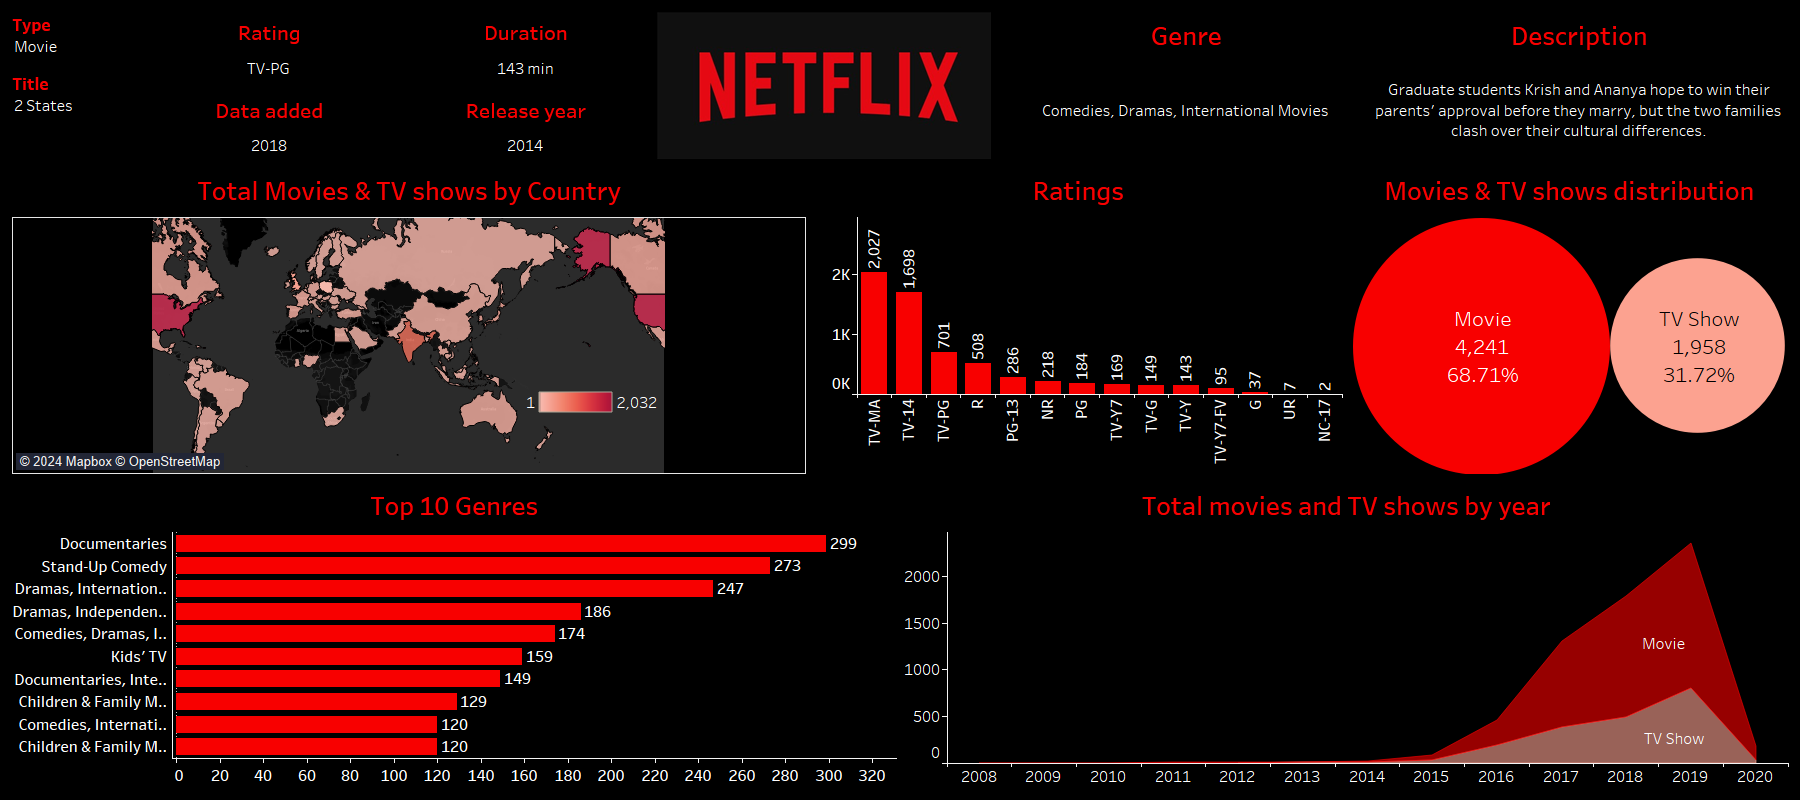 Type
Movie
Title
2 States
Rating
TV-PG
Data added
2018
Duration
143 min
Release year
2014
NETFLIX
Genre
Comedies, Dramas, International Movies
Description
Graduate students Krish and Ananya hope to win their
parents’ approval before they marry, but the two families
clash over their cultural differences.
Total Movies & TV shows by Country
1
2,032
© 2024 Mapbox © OpenStreetMap
Ratings
2K
1K
0K
2,027
1,698
701
508
286
218
184
169
149
143
95
37
7
2
TV-MA
TV-14
TV-PG
R
PG-13
NR
PG
TV-Y7
TV-G
TV-Y
TV-Y7-FV
G
UR
NC-17
Movies & TV shows distribution
Movie
4,241
68.71%
TV Show
1,958
31.72%
Top 10 Genres
Documentaries 299
Stand-Up Comedy 273
Dramas, Internation.. 247
Dramas, Independen.. 186
Comedies, Dramas, I.. 174
Kids’ TV 159
Documentaries, Inte.. 149
Children & Family M.. 129
Comedies, Internati.. 120
Children & Family M.. 120
0 20 40 60 80 100 120 140 160 180 200 220 240 260 280 300 320
Total movies and TV shows by year
2000
1500
1000
500
0
Movie
TV Show
2008 2009 2010 2011 2012 2013 2014 2015 2016 2017 2018 2019 2020